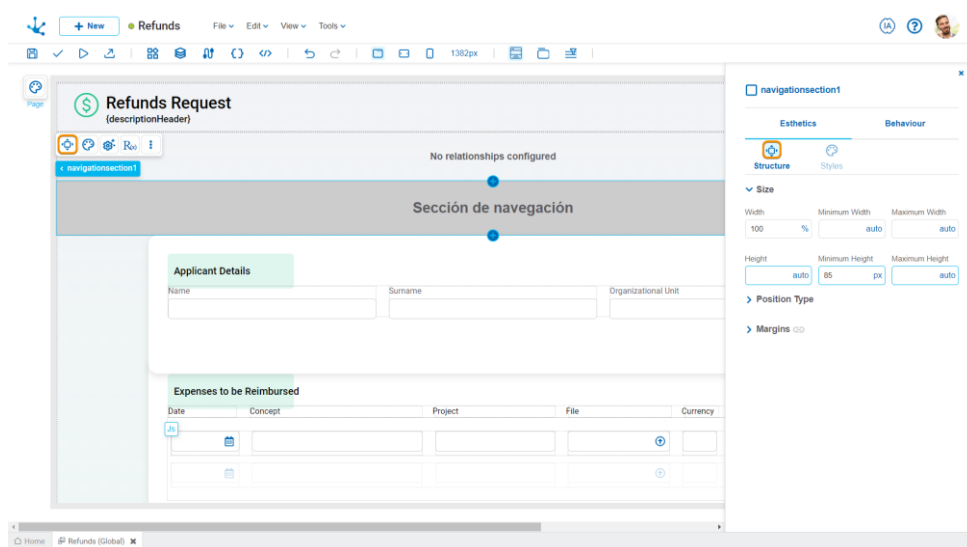 + New
Refunds
File
Edit
View
Tools
IA
?
1382px
Page
$
Refunds Request
{descriptionHeader}
R(x)
No relationships configured
< navigationsection1
Sección de navegación
Applicant Details
Name
Surname
Organizational Unit
Expenses to be Reimbursed
Date
Concept
Project
File
Currency
Js
x
navigationsection1
Esthetics
Behaviour
Structure
Styles
Size
Width
Minimum Width
Maximum Width
100 %
auto
auto
Height
Minimum Height
Maximum Height
auto
85 px
auto
Position Type
Margins
Home
Refunds (Global)